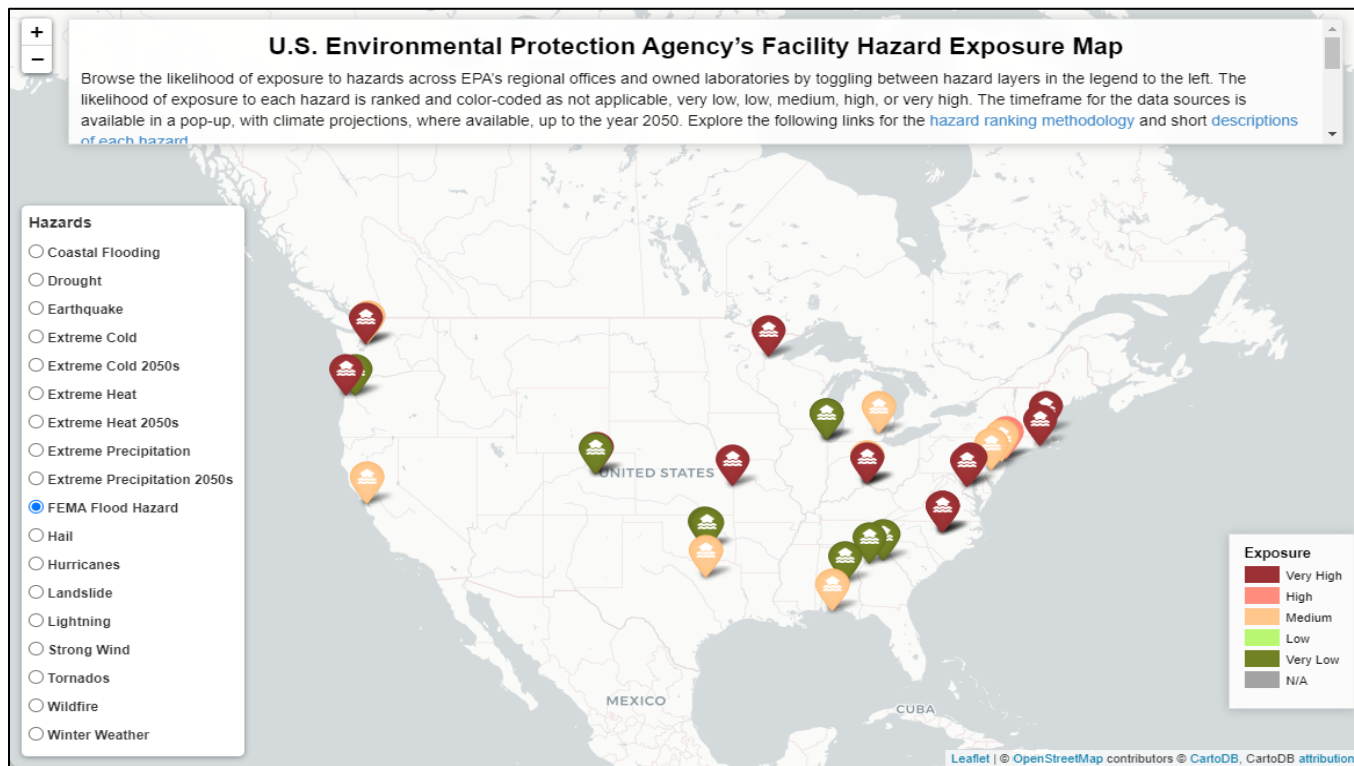 +
−
U.S. Environmental Protection Agency’s Facility Hazard Exposure Map
Browse the likelihood of exposure to hazards across EPA's regional offices and owned laboratories by toggling between hazard layers in the legend to the left. The
likelihood of exposure to each hazard is ranked and color-coded as not applicable, very low, low, medium, high, or very high. The timeframe for the data sources is
available in a pop-up, with climate projections, where available, up to the year 2050. Explore the following links for the hazard ranking methodology and short descriptions
of each hazard
Hazards
Coastal Flooding
Drought
Earthquake
Extreme Cold
Extreme Cold 2050s
Extreme Heat
Extreme Heat 2050s
Extreme Precipitation
Extreme Precipitation 2050s
FEMA Flood Hazard
Hail
Hurricanes
Landslide
Lightning
Strong Wind
Tornados
Wildfire
Winter Weather
UNITED STATES
MEXICO
CUBA
Exposure
Very High
High
Medium
Low
Very Low
N/A
Leaflet | © OpenStreetMap contributors © CartoDB, CartoDB attribution